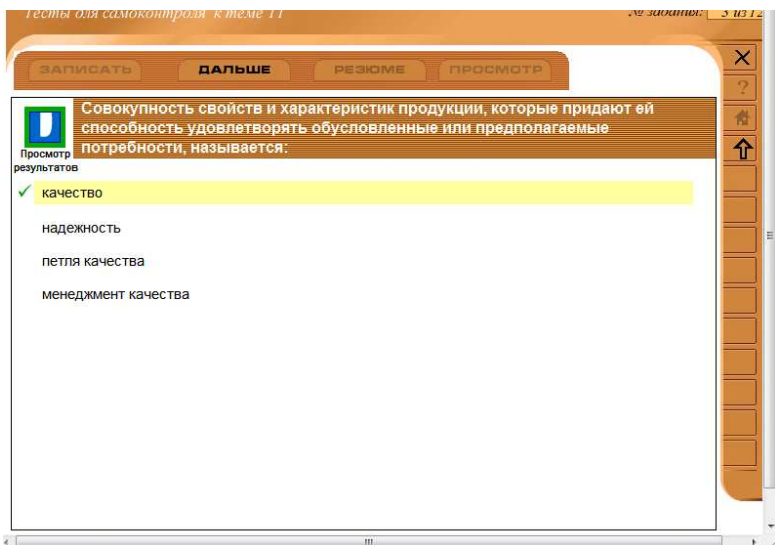 Тесты для самоконтроля к теме 11
№ задания: 3 из 12
ЗАПИСАТЬ
ДАЛЬШЕ
РЕЗЮМЕ
ПРОСМОТР
?
Просмотр
результатов
Совокупность свойств и характеристик продукции, которые придают ей
способность удовлетворять обусловленные или предполагаемые
потребности, называется:
качество
надежность
петля качества
менеджмент качества